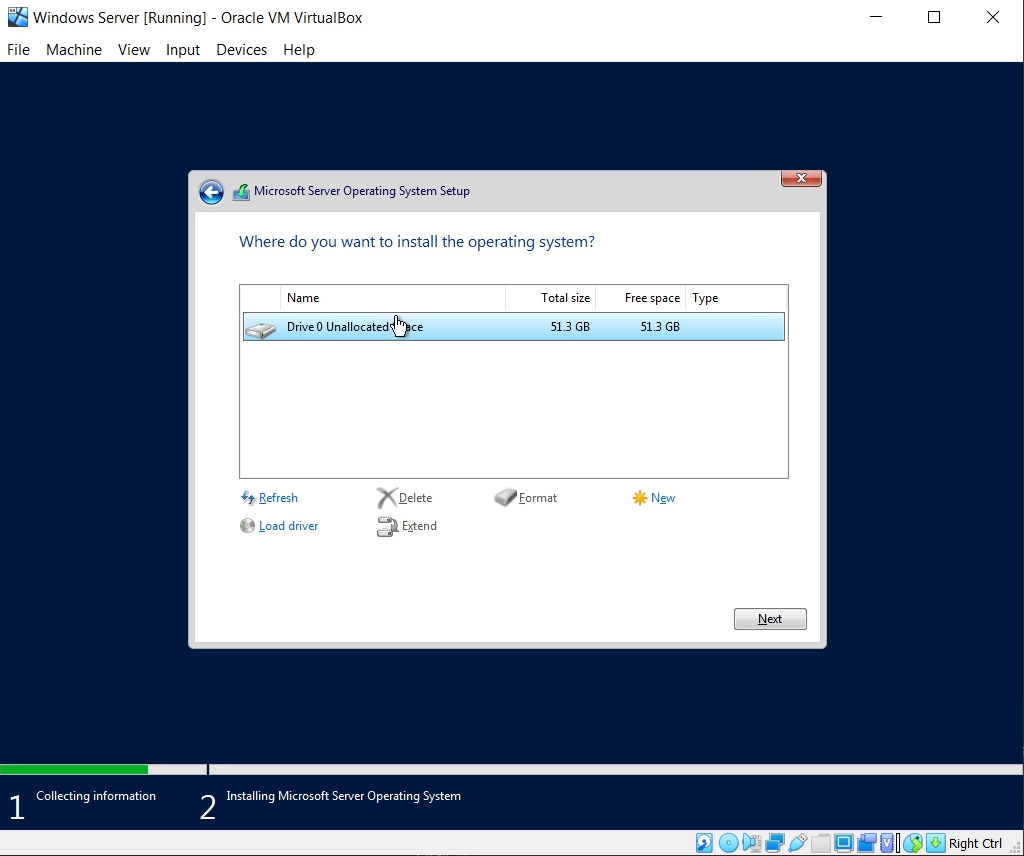 Windows Server [Running] - Oracle VM VirtualBox
File Machine View Input Devices Help
Microsoft Server Operating System Setup
Where do you want to install the operating system?
Name Total size Free space Type
Drive 0 Unallocated 51.3 GB 51.3 GB
Refresh Delete Format New
Load driver Extend
Next
1 Collecting information 2 Installing Microsoft Server Operating System
Right Ctrl